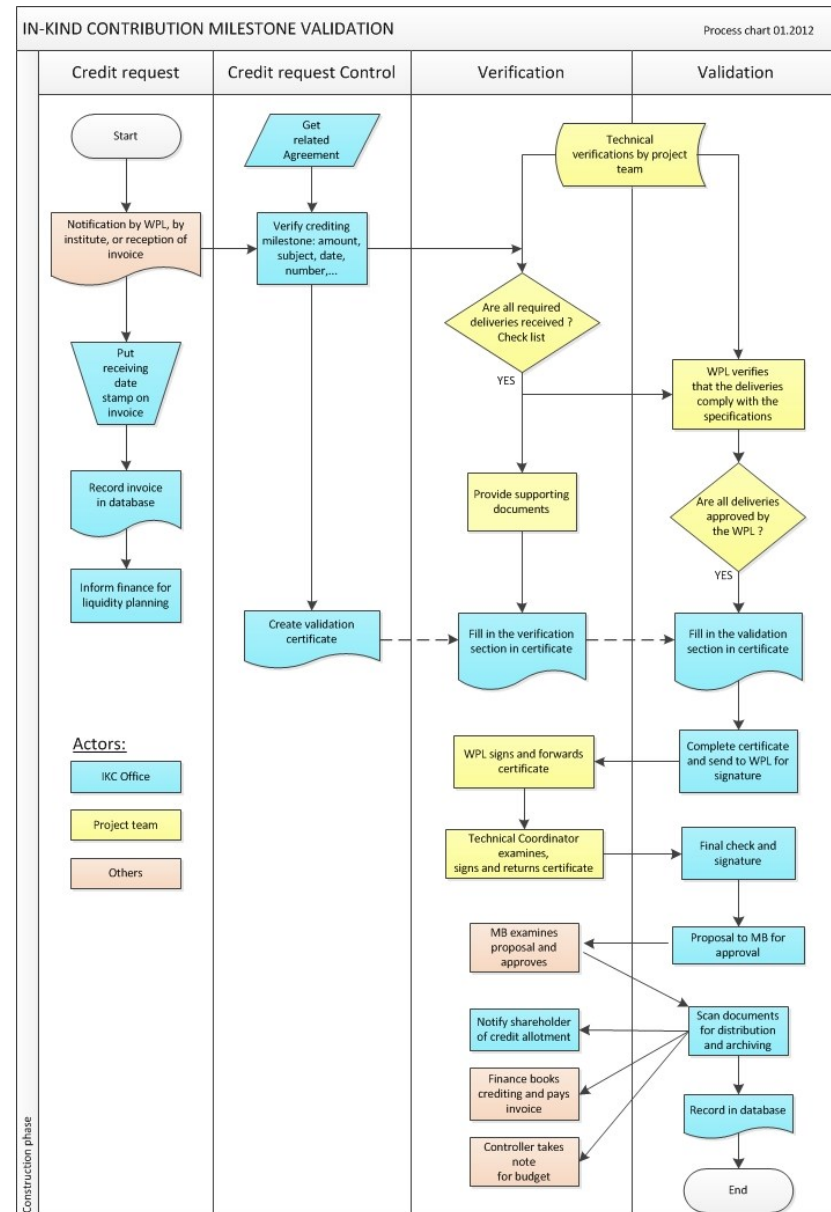 IN-KIND CONTRIBUTION MILESTONE VALIDATION
Process chart 01.2012
Credit request
Credit request Control
Verification
Validation
Start
Get
related
Agreement
Technical
verifications by project
team
Notification by WPL, by
institute, or reception of
invoice
Verify crediting
milestone: amount,
subject, date,
number,...
Are all required
deliveries received ?
Check list
YES
Put
receiving
date
stamp on
invoice
WPL verifies
that the deliveries
comply with the
specifications
Record invoice
in database
Provide supporting
documents
Are all deliveries
approved by
the WPL ?
YES
Inform finance for
liquidity planning
Create validation
certificate
Fill in the verification
section in certificate
Fill in the validation
section in certificate
Actors:
IKC Office
Project team
Others
WPL signs and forwards
certificate
Complete certificate
and send to WPL for
signature
Technical Coordinator
examines,
signs and returns certificate
Final check and
signature
MB examines
proposal and
approves
Proposal to MB for
approval
Notify shareholder
of credit allotment
Scan documents
for distribution
and archiving
Finance books
crediting and pays
invoice
Record in database
Controller takes
note
for budget
End
Construction phase